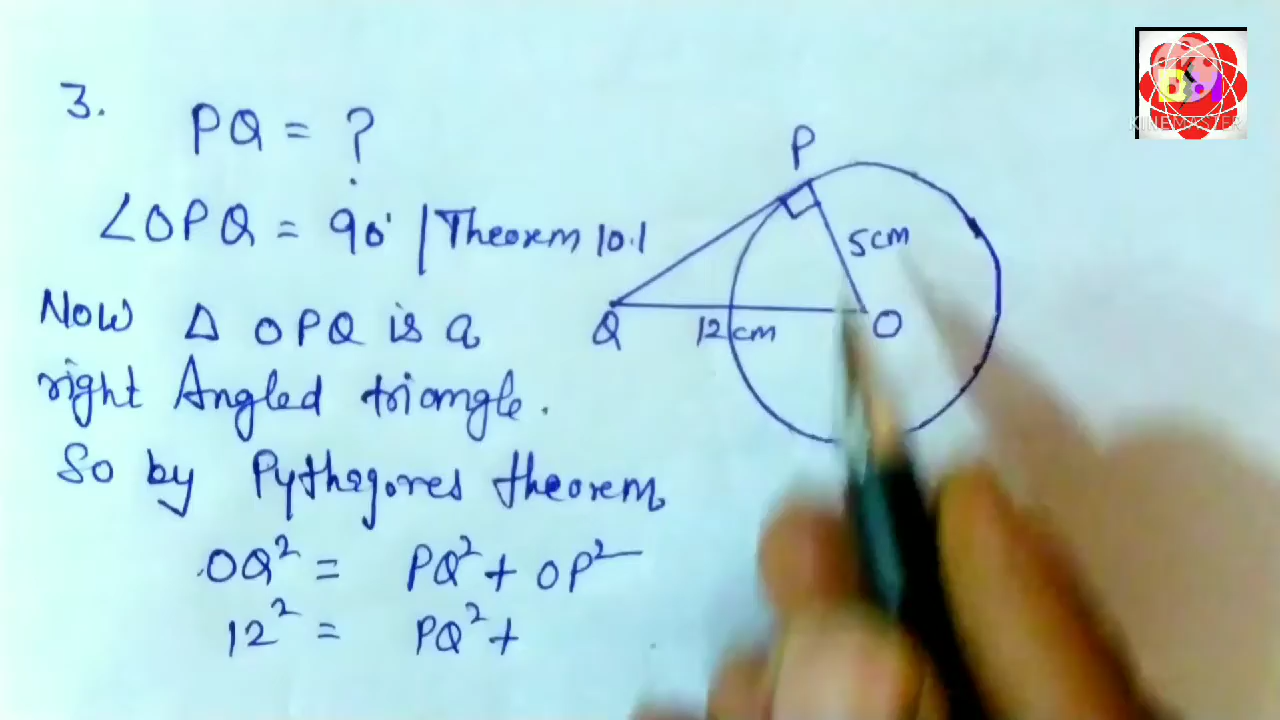 3.
PQ = ?
∠OPQ = 90° | Theorem 10.1
Now Δ OPQ is a
right Angled triangle.
So by Pythagores theorem
OQ² = PQ² + OP²
12² = PQ² +
P
5cm
Q
12cm
O
KINEMASTER